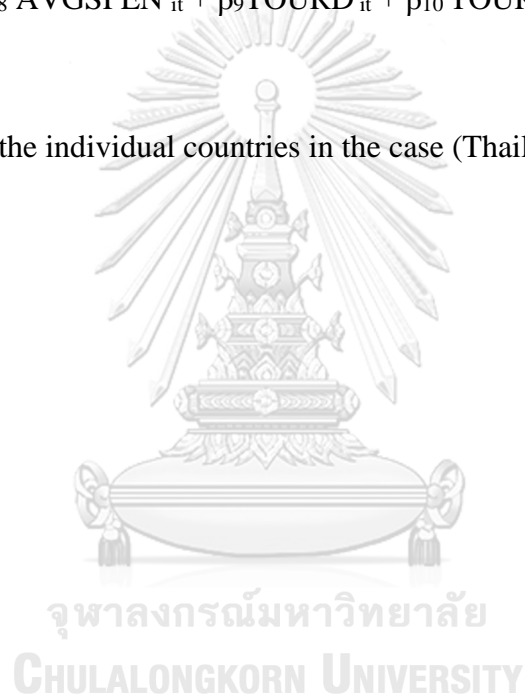 ₈ AVGSPEN ᵢₜ + β₉TOURD ᵢₜ + β₁₀ TOUR
the individual countries in the case (Thail
จุฬาลงกรณ์มหาวิทยาลัย
CHULALONGKORN UNIVERSITY